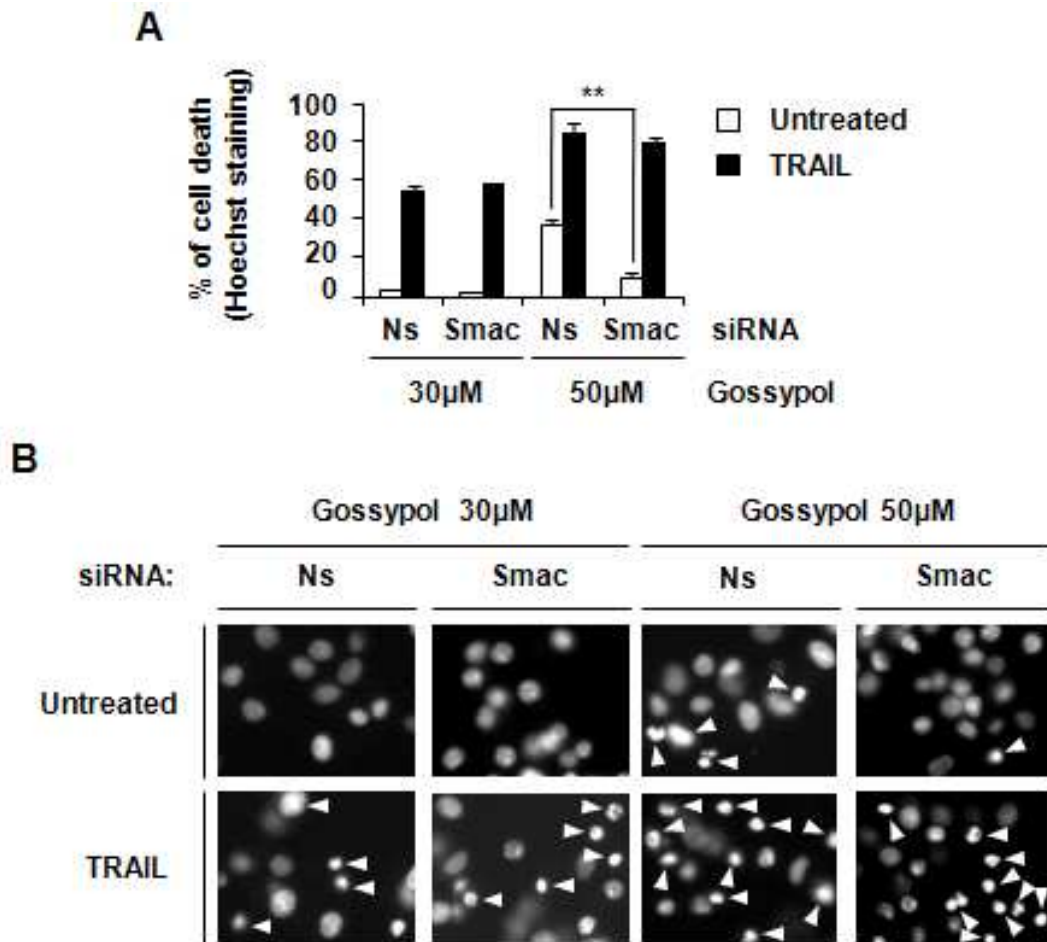 A
% of cell death
(Hoechst staining)
100
80
60
40
20
0
**
Untreated
TRAIL
Ns Smac Ns Smac siRNA
30µM 50µM Gossypol
B
Gossypol 30µM Gossypol 50µM
siRNA: Ns Smac Ns Smac
Untreated
TRAIL